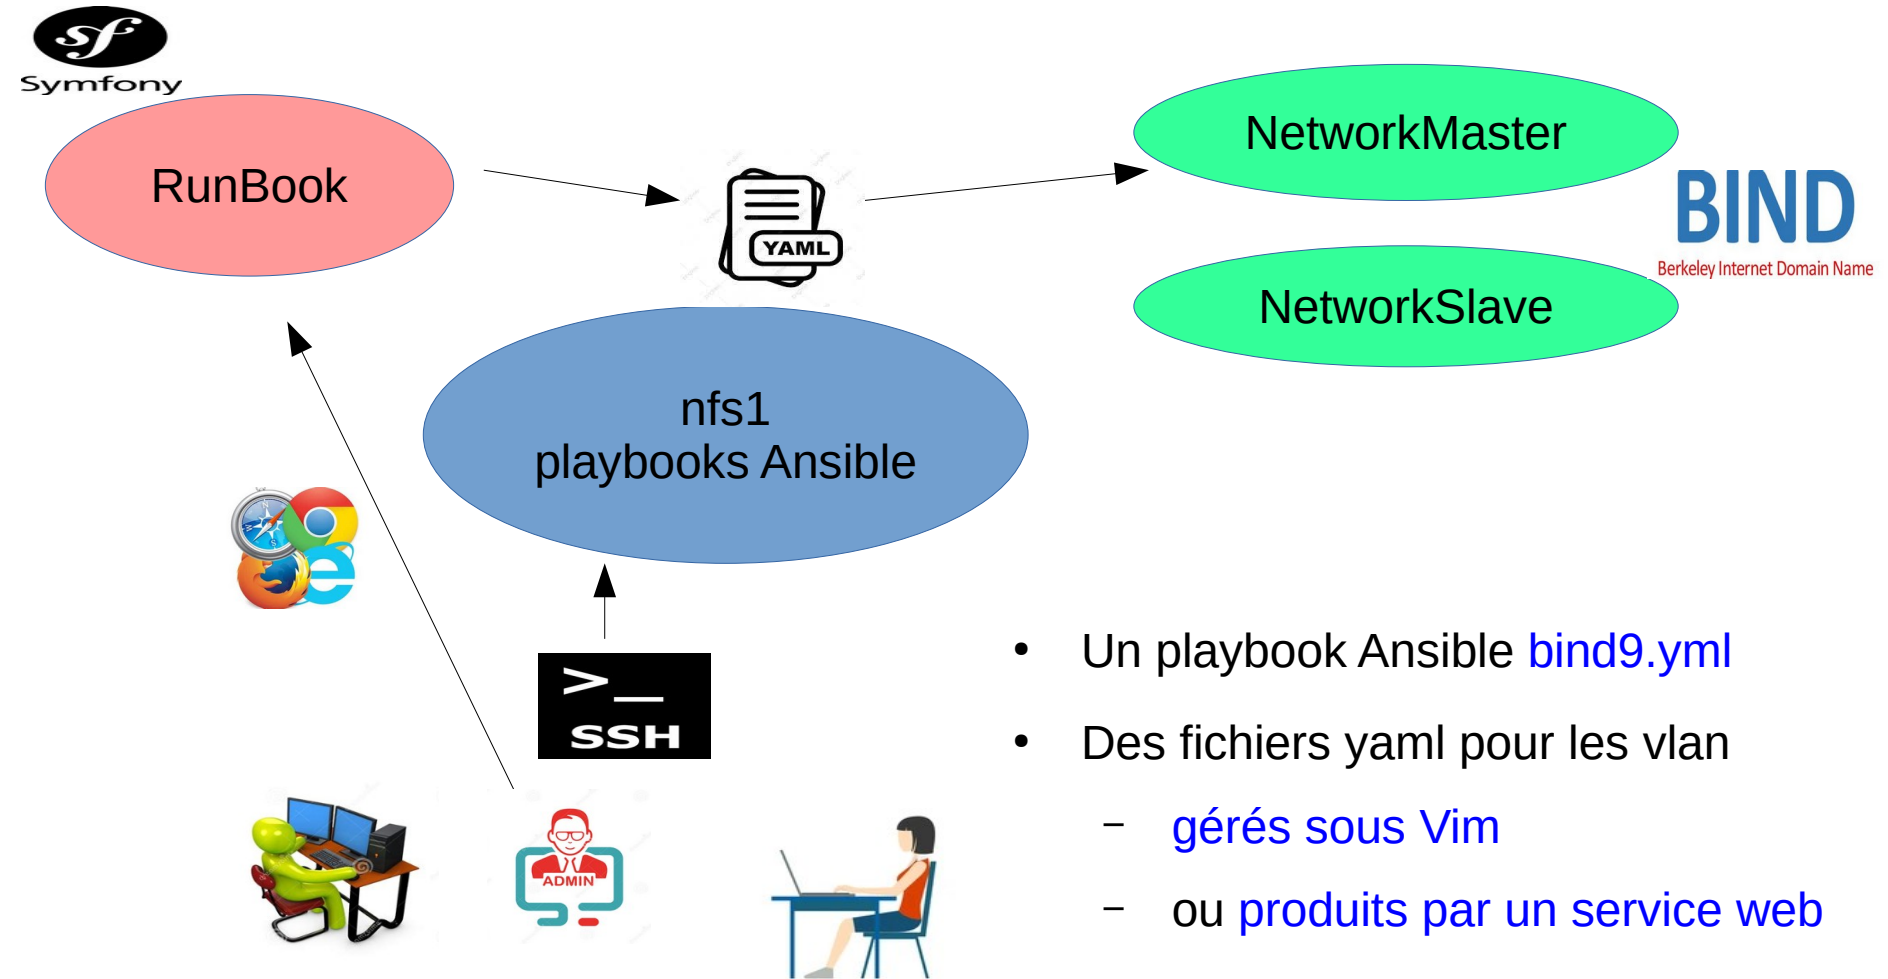 sf
Symfony
RunBook
YAML
NetworkMaster
BIND
Berkeley Internet Domain Name
NetworkSlave
nfs1
playbooks Ansible
>_
SSH
ADMIN
• Un playbook Ansible bind9.yml
• Des fichiers yaml pour les vlan
– gérés sous Vim
– ou produits par un service web